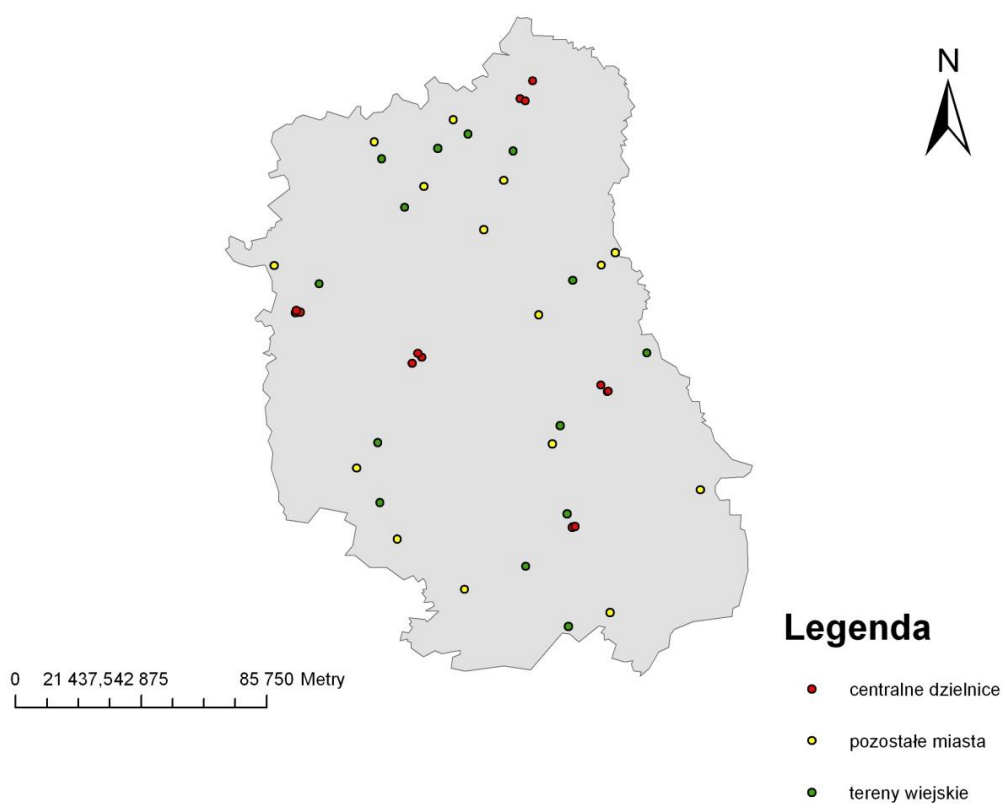 N
0 21 437,542 875 85 750 Metry
Legenda
centralne dzielnice
pozostałe miasta
tereny wiejskie